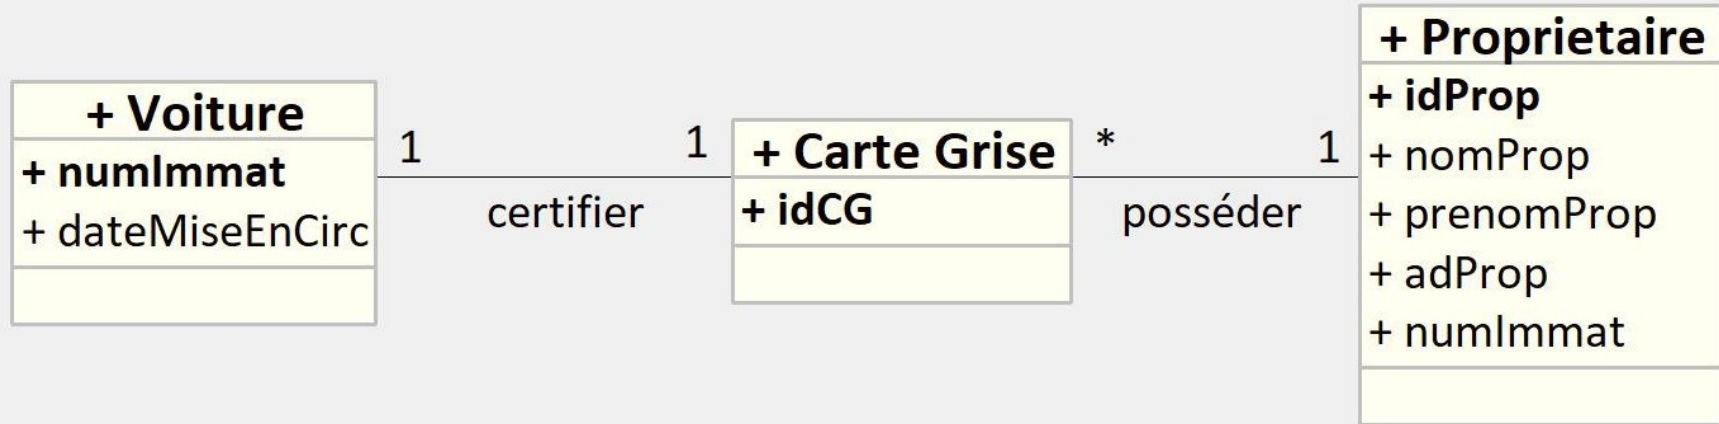 + Voiture
+ numImmat
+ dateMiseEnCirc
1
1
certifier
+ Carte Grise
+ idCG
*
1
posséder
+ Proprietaire
+ idProp
+ nomProp
+ prenomProp
+ adProp
+ numImmat